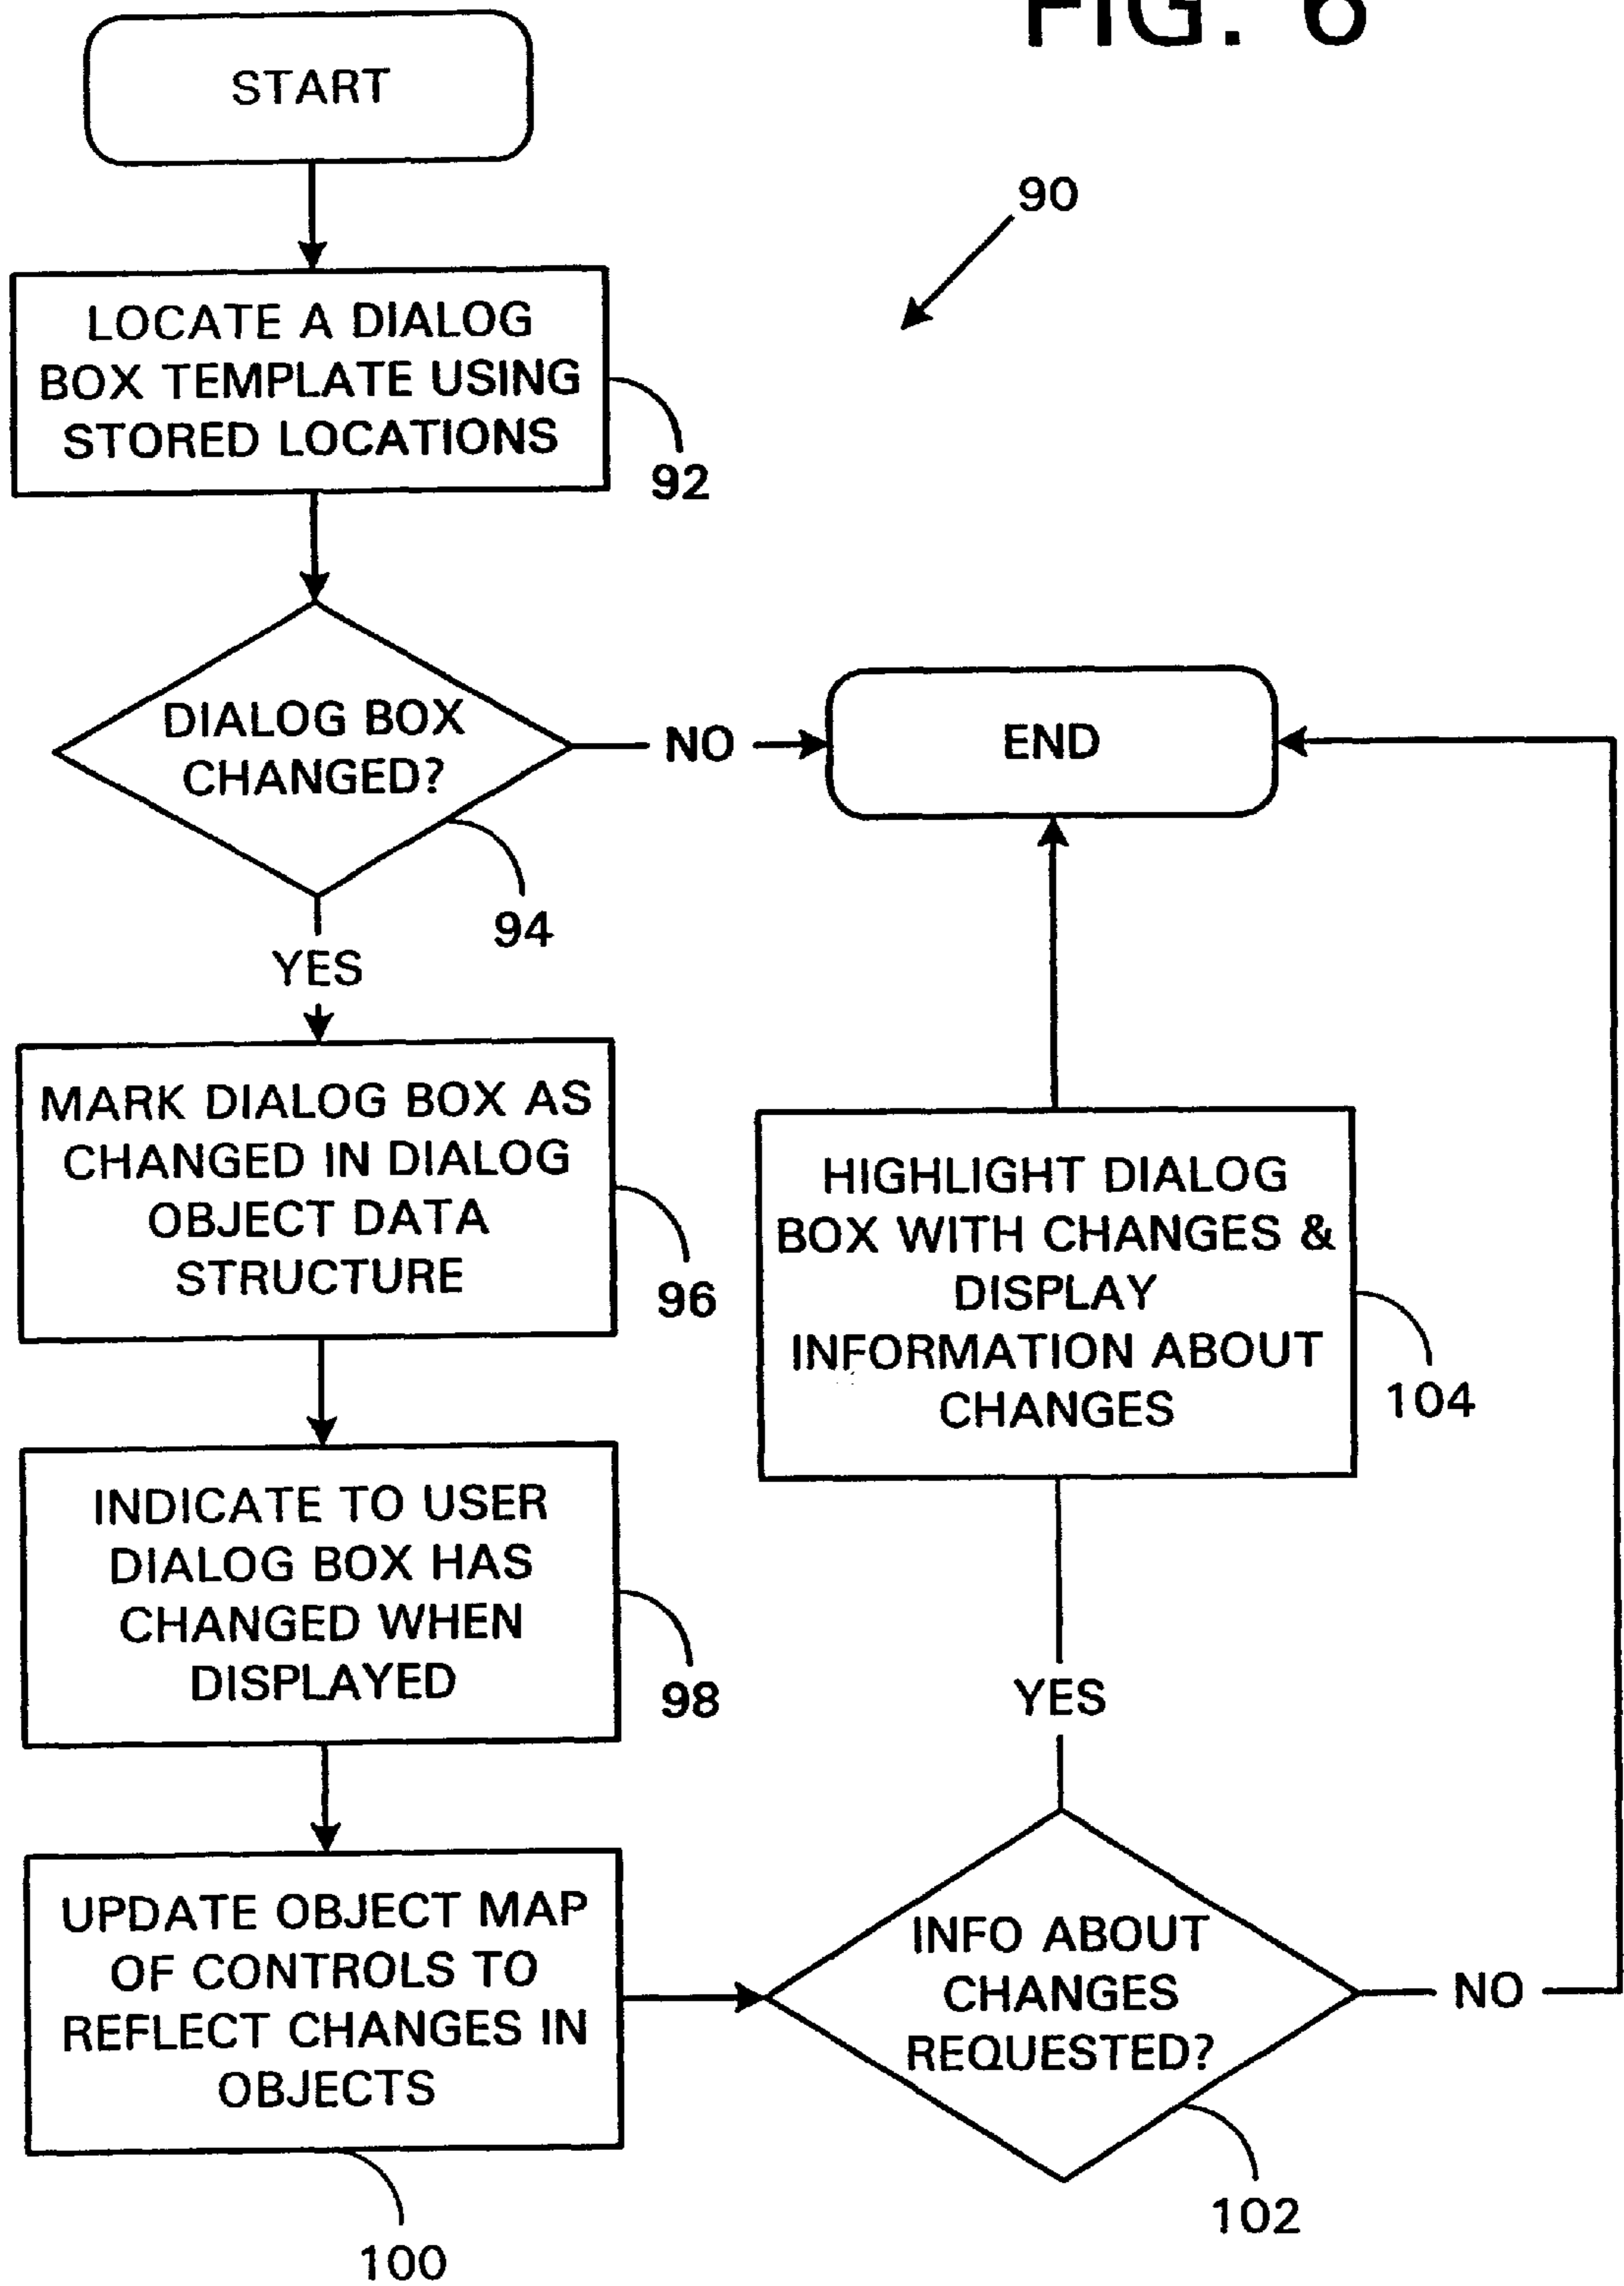 FIG. 6
START
90
LOCATE A DIALOG
BOX TEMPLATE USING
STORED LOCATIONS
92
DIALOG BOX
CHANGED?
NO
END
94
YES
MARK DIALOG BOX AS
CHANGED IN DIALOG
OBJECT DATA
STRUCTURE
96
HIGHLIGHT DIALOG
BOX WITH CHANGES &
DISPLAY
INFORMATION ABOUT
CHANGES
104
INDICATE TO USER
DIALOG BOX HAS
CHANGED WHEN
DISPLAYED
98
YES
UPDATE OBJECT MAP
OF CONTROLS TO
REFLECT CHANGES IN
OBJECTS
100
INFO ABOUT
CHANGES
REQUESTED?
NO
102